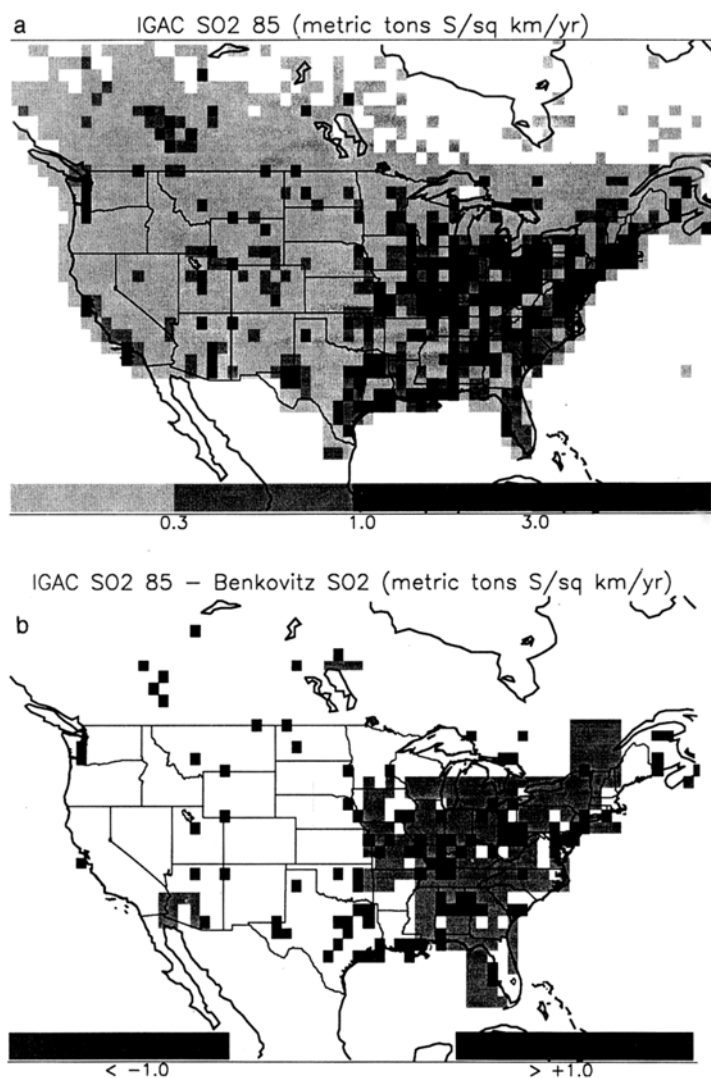 a
IGAC SO2 85 (metric tons S/sq km/yr)
0.3 1.0 3.0
IGAC SO2 85 – Benkovitz SO2 (metric tons S/sq km/yr)
b
< -1.0 > +1.0